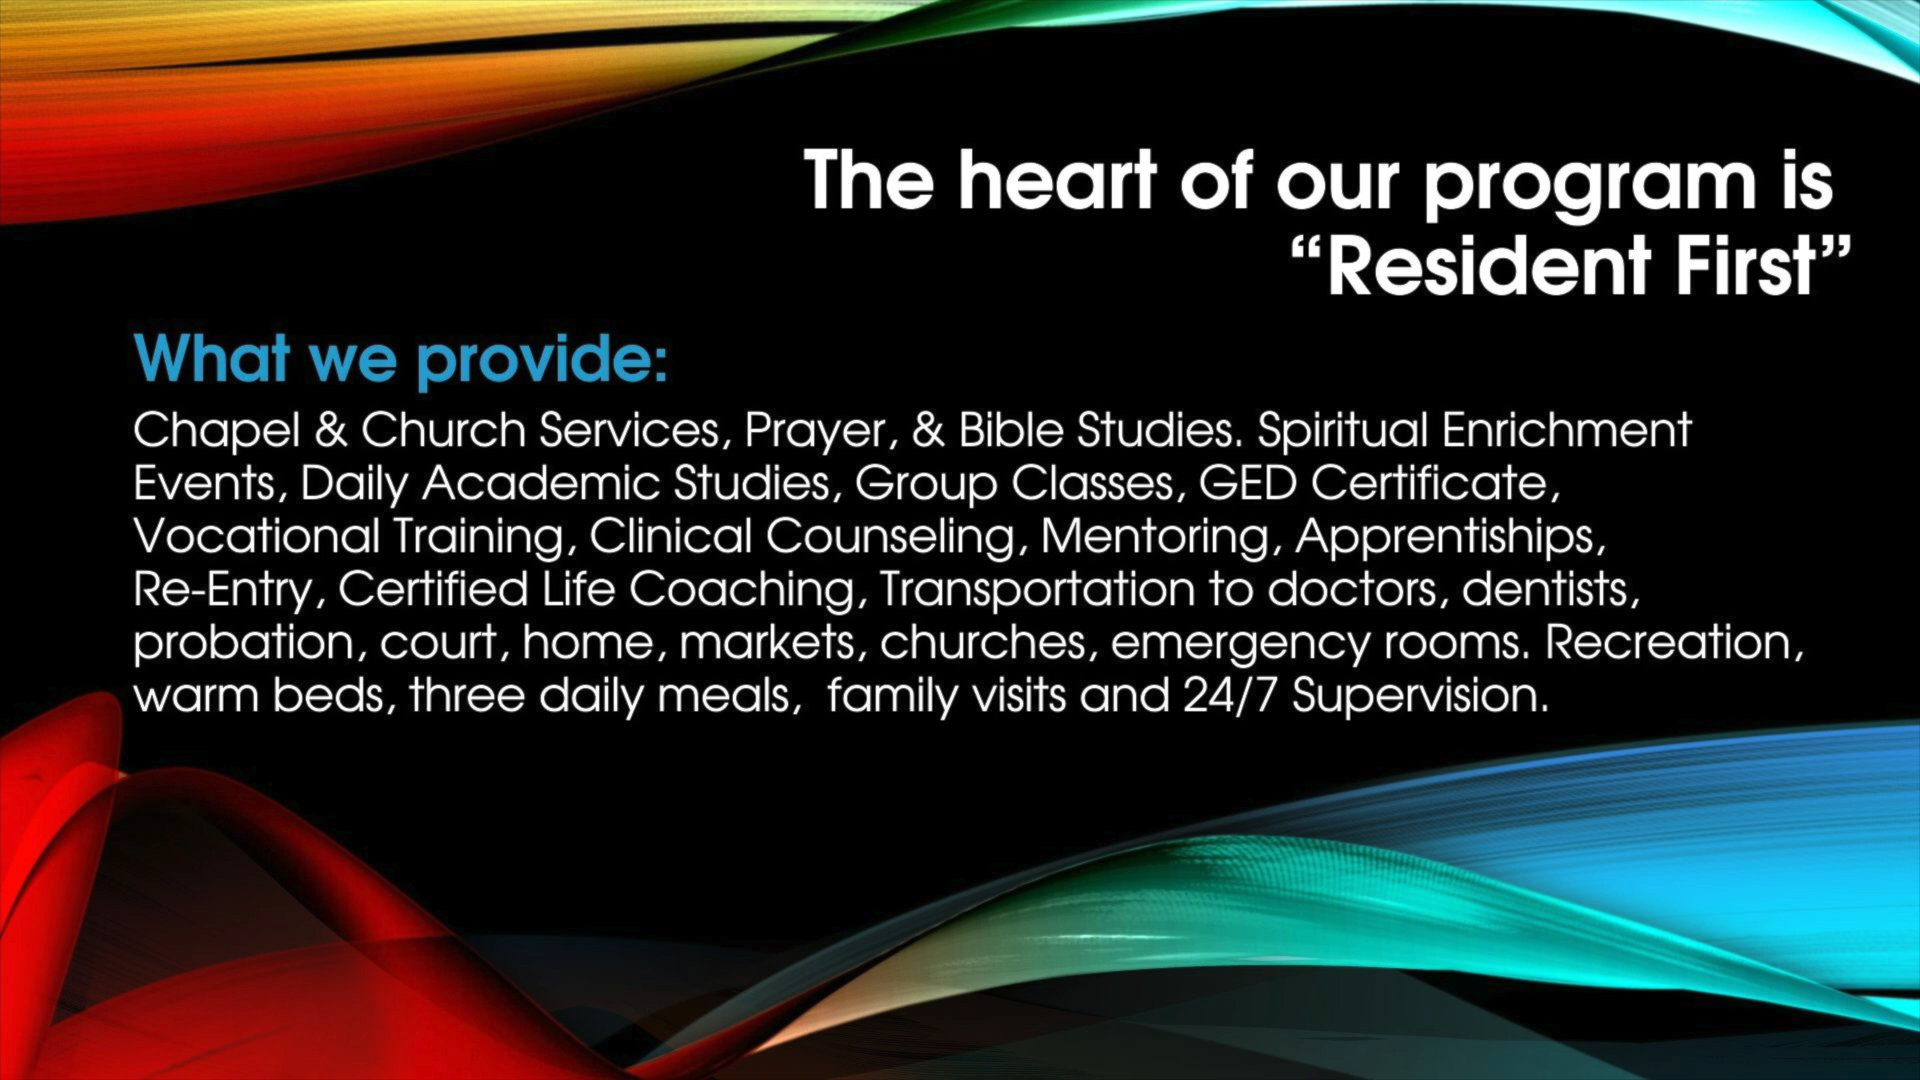 The heart of our program is
“Resident First”
What we provide:
Chapel & Church Services, Prayer, & Bible Studies. Spiritual Enrichment
Events, Daily Academic Studies, Group Classes, GED Certificate,
Vocational Training, Clinical Counseling, Mentoring, Apprentiships,
Re-Entry, Certified Life Coaching, Transportation to doctors, dentists,
probation, court, home, markets, churches, emergency rooms. Recreation,
warm beds, three daily meals,  family visits and 24/7 Supervision.